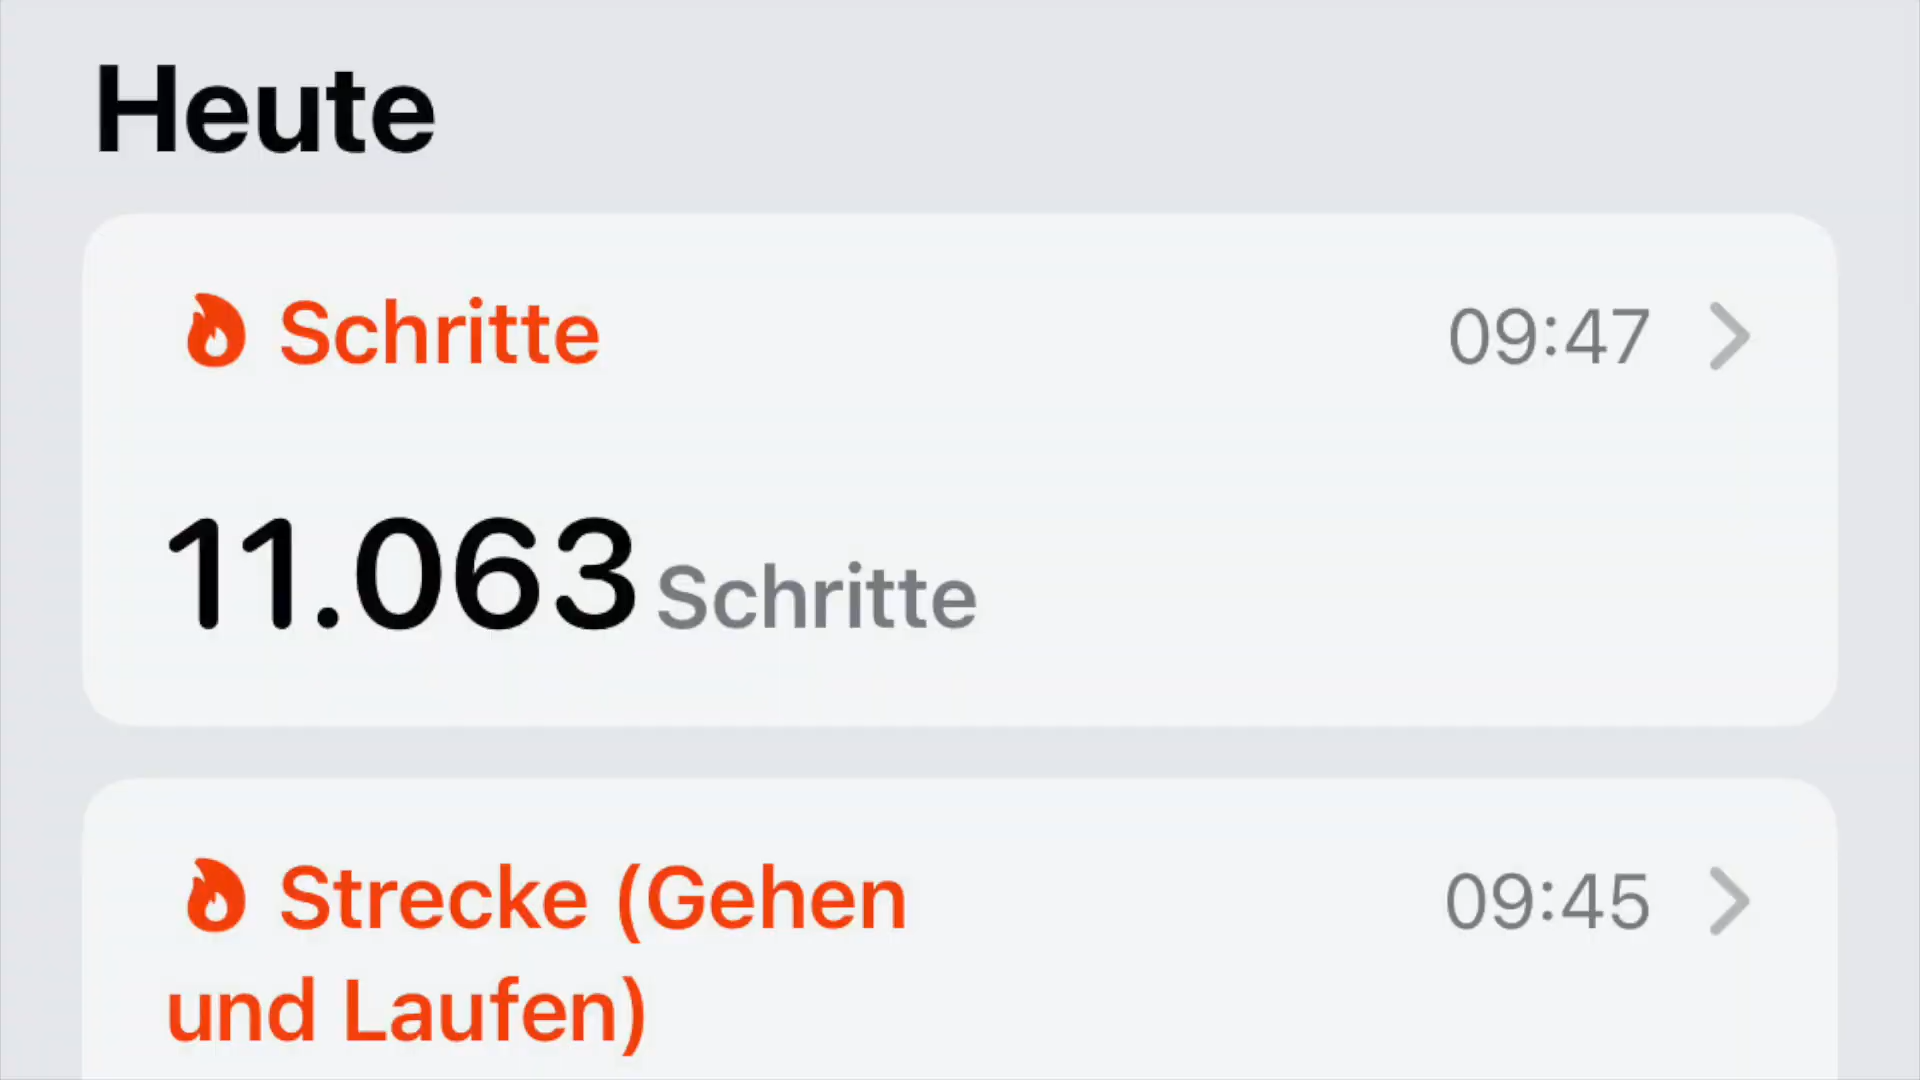 Heute
Schritte 09:47
11.063 Schritte
Strecke (Gehen 09:45
und Laufen)